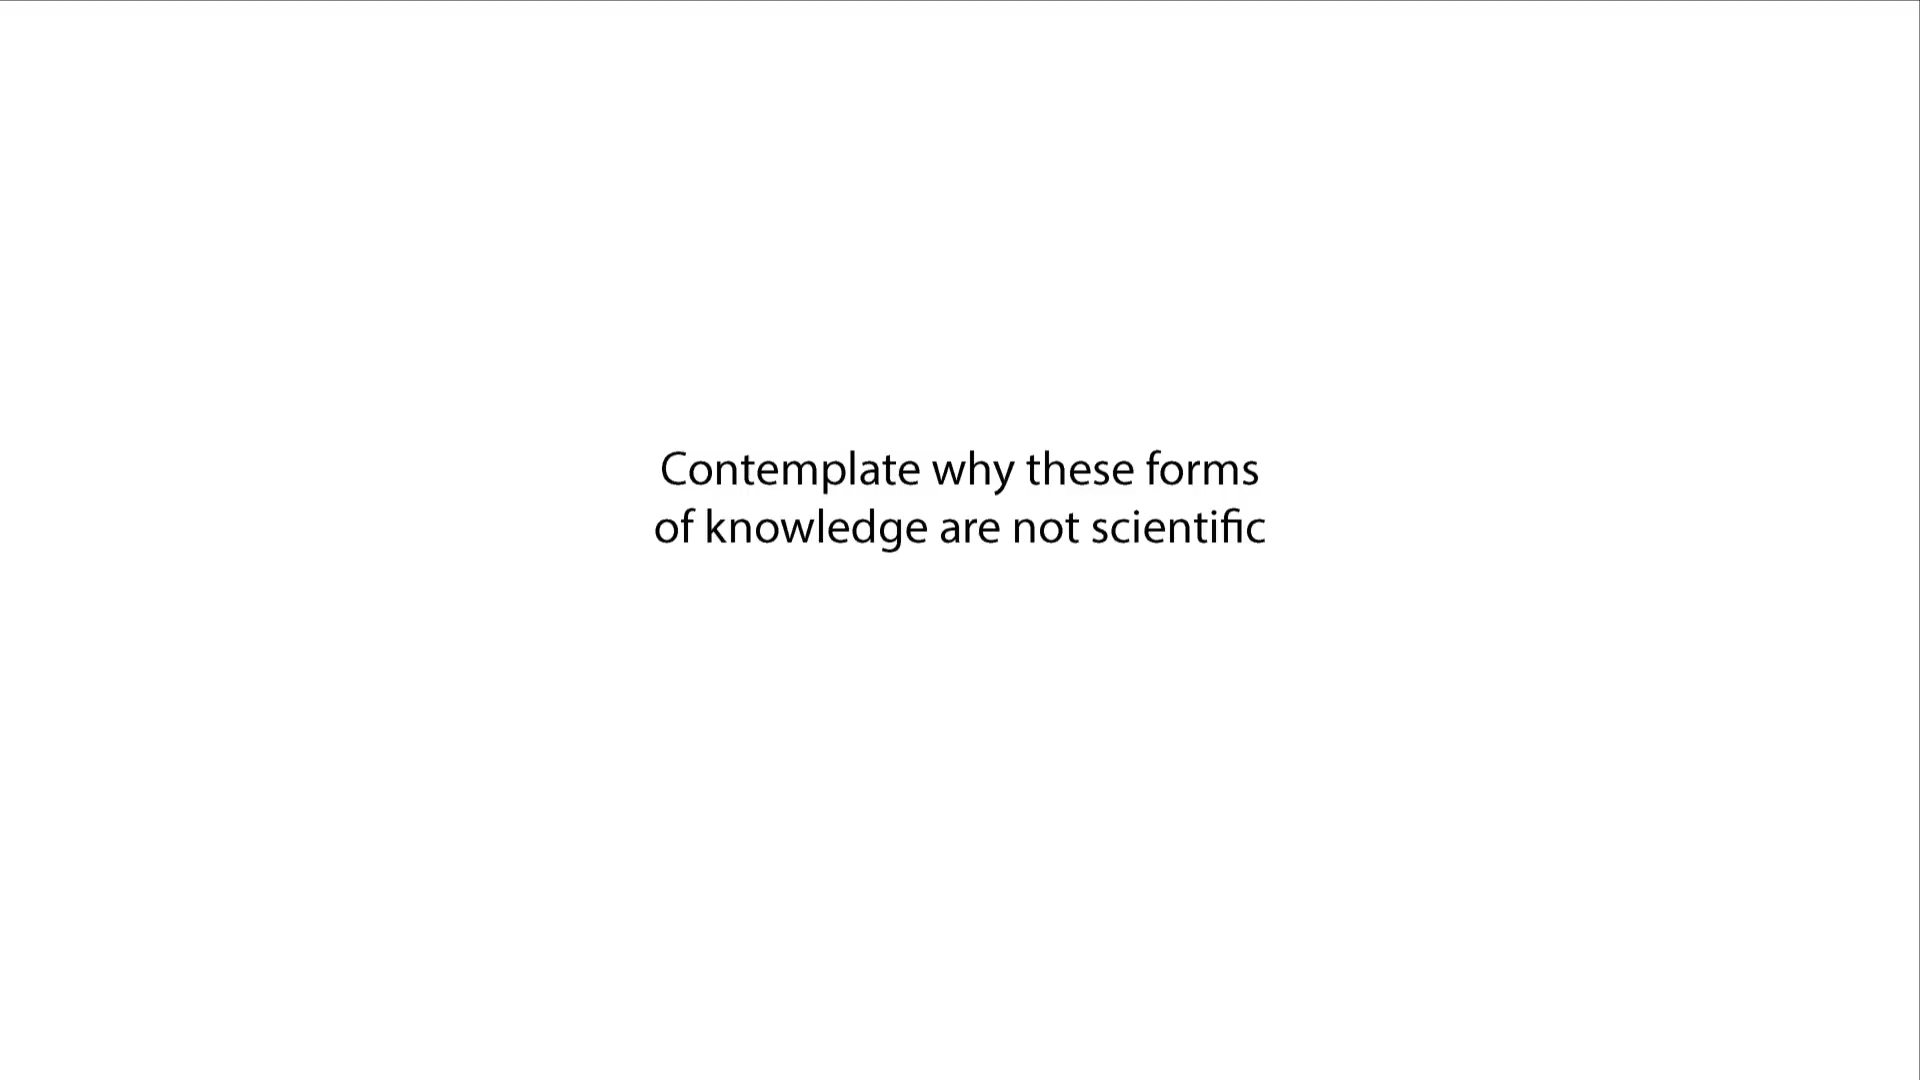 Contemplate why these forms
of knowledge are not scientific